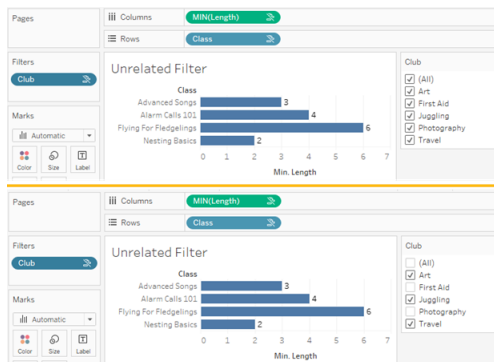 Pages
Columns MIN(Length)
Rows Class
Filters
Club
Marks
Automatic
Color Size Label
Unrelated Filter
Class
Advanced Songs 3
Alarm Calls 101 4
Flying For Fledgelings 6
Nesting Basics 2
0 1 2 3 4 5 6 7
Min. Length
Club
(All)
Art
First Aid
Juggling
Photography
Travel
Pages
Columns MIN(Length)
Rows Class
Filters
Club
Marks
Automatic
Color Size Label
Unrelated Filter
Class
Advanced Songs 3
Alarm Calls 101 4
Flying For Fledgelings 6
Nesting Basics 2
0 1 2 3 4 5 6 7
Min. Length
Club
(All)
Art
First Aid
Juggling
Photography
Travel